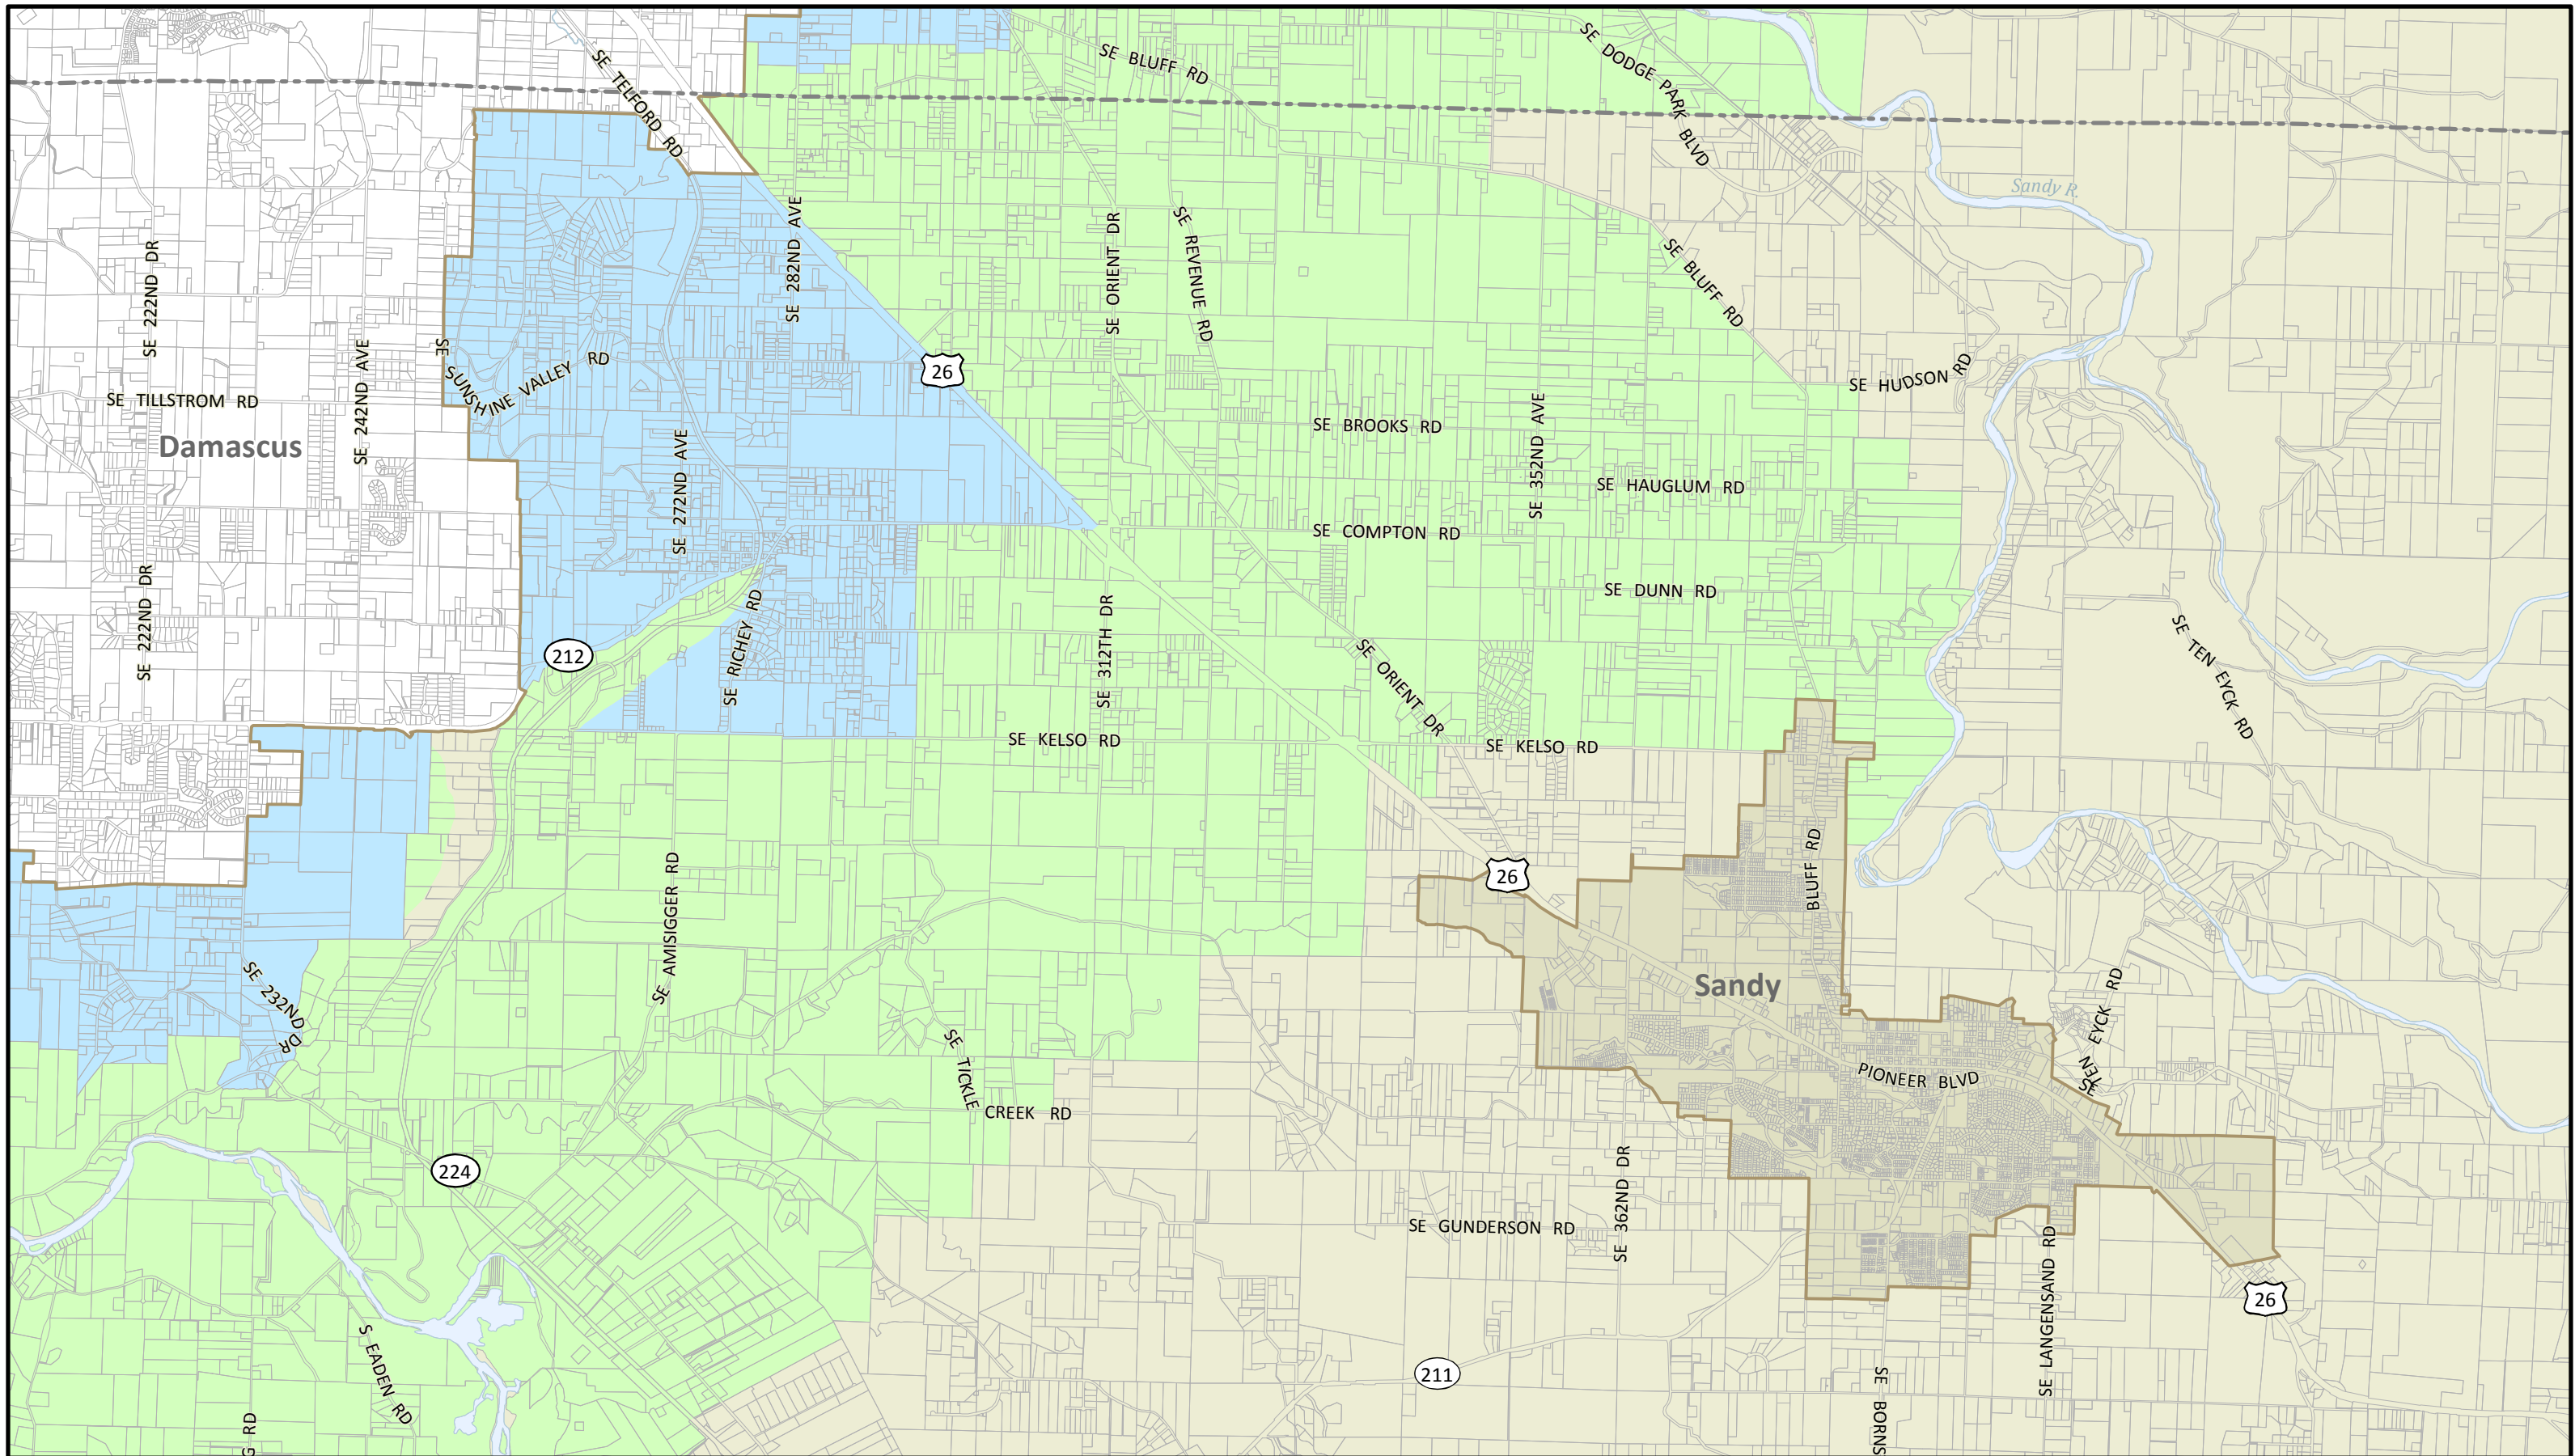 SE TELFORD RD
SE BLUFF RD
SE DODGE PARK BLVD
Sandy R.
SE 222ND DR
SE 282ND AVE
SE ORIENT DR
SE REVENUE RD
SE BLUFF RD
SE 242ND AVE
SE SUNSHINE VALLEY RD
26
SE HUDSON RD
SE TILLSTROM RD
Damascus
SE 272ND AVE
SE BROOKS RD
SE 352ND AVE
SE HAUGLUM RD
SE COMPTON RD
SE 222ND DR
SE DUNN RD
212
SE RICHEY RD
SE 312TH DR
SE ORIENT DR
SE TEN EYCK RD
SE KELSO RD
SE KELSO RD
SE AMISIGGER RD
26
BLUFF RD
SE 232ND DR
Sandy
SE TEN EYCK RD
SE TICKLE CREEK RD
PIONEER BLVD
224
SE GUNDERSON RD
SE 362ND DR
SE LANGENSAND RD
26
S EADEN RD
211
SE BORNS
G RD